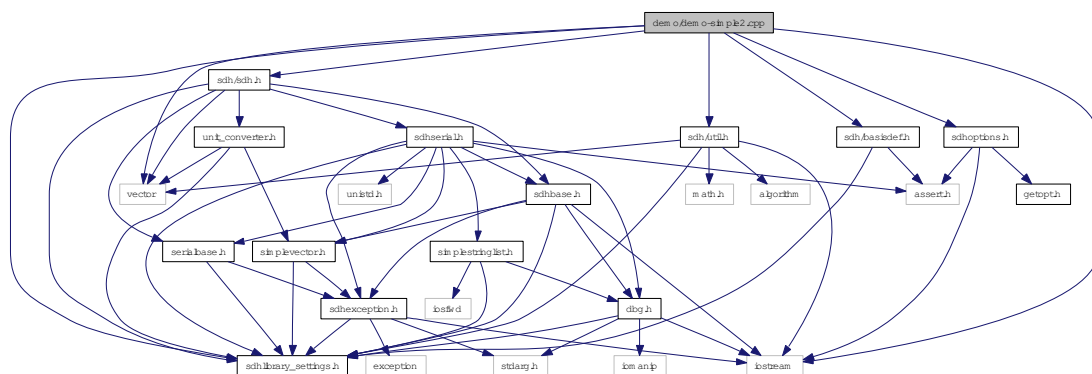 demo/demo-simple2.cpp
sdh/sdh.h
unit_converter.h
sdhserial.h
sdh/util.h
sdh/basisdef.h
sdhoptions.h
vector
unistd.h
sdhbase.h
math.h
algorithm
assert.h
getopt.h
serialbase.h
simplevector.h
simplestringlist.h
iosfwd
sdhexception.h
dbg.h
sdhlibrary_settings.h
exception
stdarg.h
iomanip
iostream